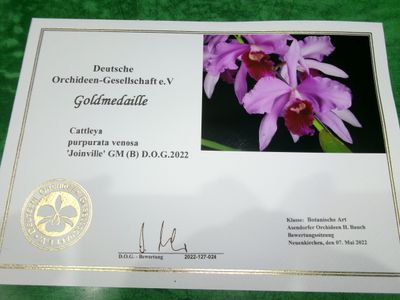 Deutsche
Orchideen-Gesellschaft e.V
Goldmedaille
Cattleya
purpurata venosa
'Joinville' GM (B) D.O.G.2022
D.O.G. - Bewertung 2022-127-024
Klasse: Botanische Art
Asendorfer Orchideen H. Bauch
Bewertungssitzung
Neuenkirchen, den 07. Mai 2022